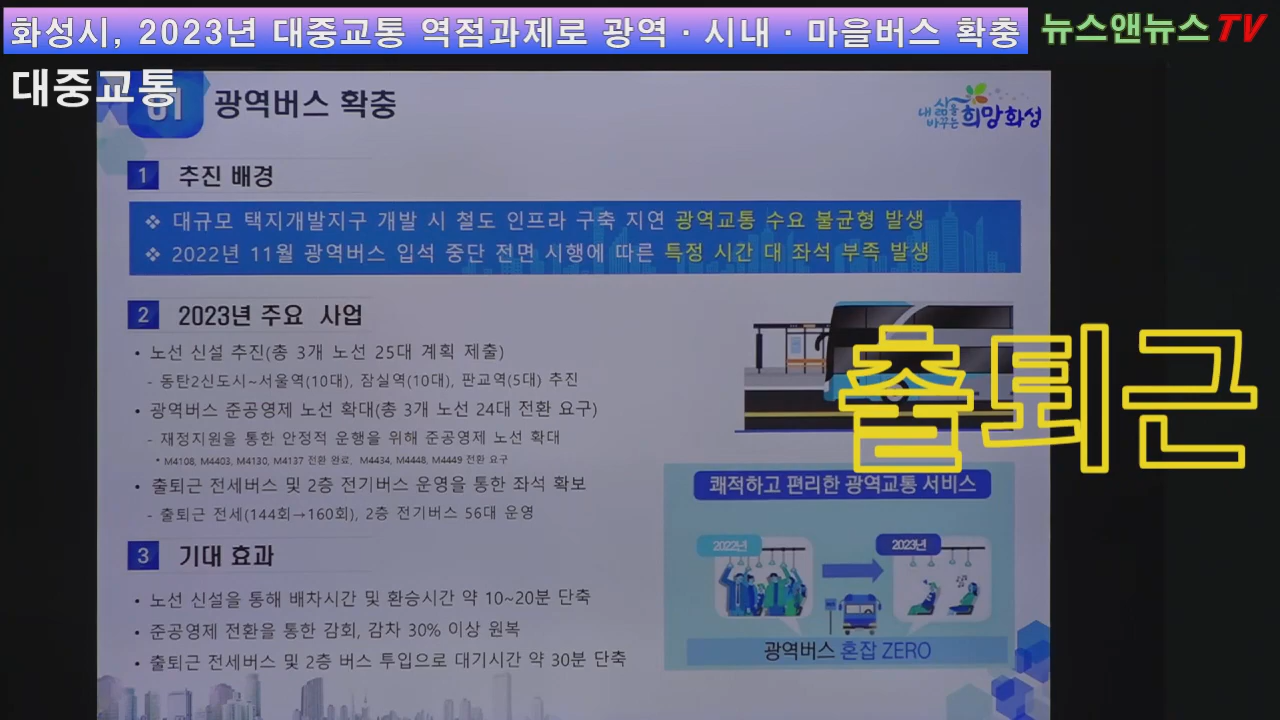 화성시, 2023년 대중교통 역점과제로 광역·시내·마을버스 확충
뉴스앤뉴스TV
대중교통
01 광역버스 확충
내 삶을 바꾸는 희망화성
1 추진 배경
❖ 대규모 택지개발지구 개발 시 철도 인프라 구축 지연 광역교통 수요 불균형 발생
❖ 2022년 11월 광역버스 입석 중단 전면 시행에 따른 특정 시간 대 좌석 부족 발생
2 2023년 주요 사업
• 노선 신설 추진(총 3개 노선 25대 계획 제출)
- 동탄2신도시~서울역(10대), 잠실역(10대), 판교역(5대) 추진
• 광역버스 준공영제 노선 확대(총 3개 노선 24대 전환 요구)
- 재정지원을 통한 안정적 운행을 위해 준공영제 노선 확대
* M4108, M4403, M4130, M4137 전환 완료, M4434, M4448, M4449 전환 요구
• 출퇴근 전세버스 및 2층 전기버스 운영을 통한 좌석 확보
- 출퇴근 전세(144회→160회), 2층 전기버스 56대 운영
출퇴근
쾌적하고 편리한 광역교통 서비스
2022년
2023년
광역버스 혼잡 ZERO
3 기대 효과
• 노선 신설을 통해 배차시간 및 환승시간 약 10~20분 단축
• 준공영제 전환을 통한 감회, 감차 30% 이상 원복
• 출퇴근 전세버스 및 2층 버스 투입으로 대기시간 약 30분 단축